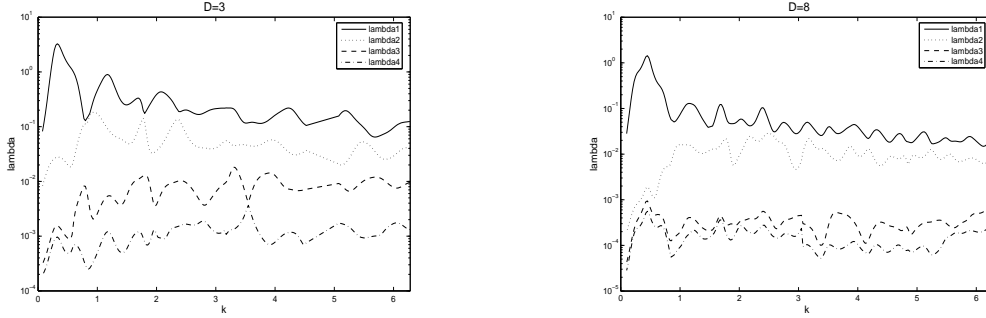 D=3
lambda
10^1
10^0
10^-1
10^-2
10^-3
10^-4
0 1 2 3 4 5 6
k
lambda1
lambda2
lambda3
lambda4
D=8
lambda
10^1
10^0
10^-1
10^-2
10^-3
10^-4
10^-5
0 1 2 3 4 5 6
k
lambda1
lambda2
lambda3
lambda4